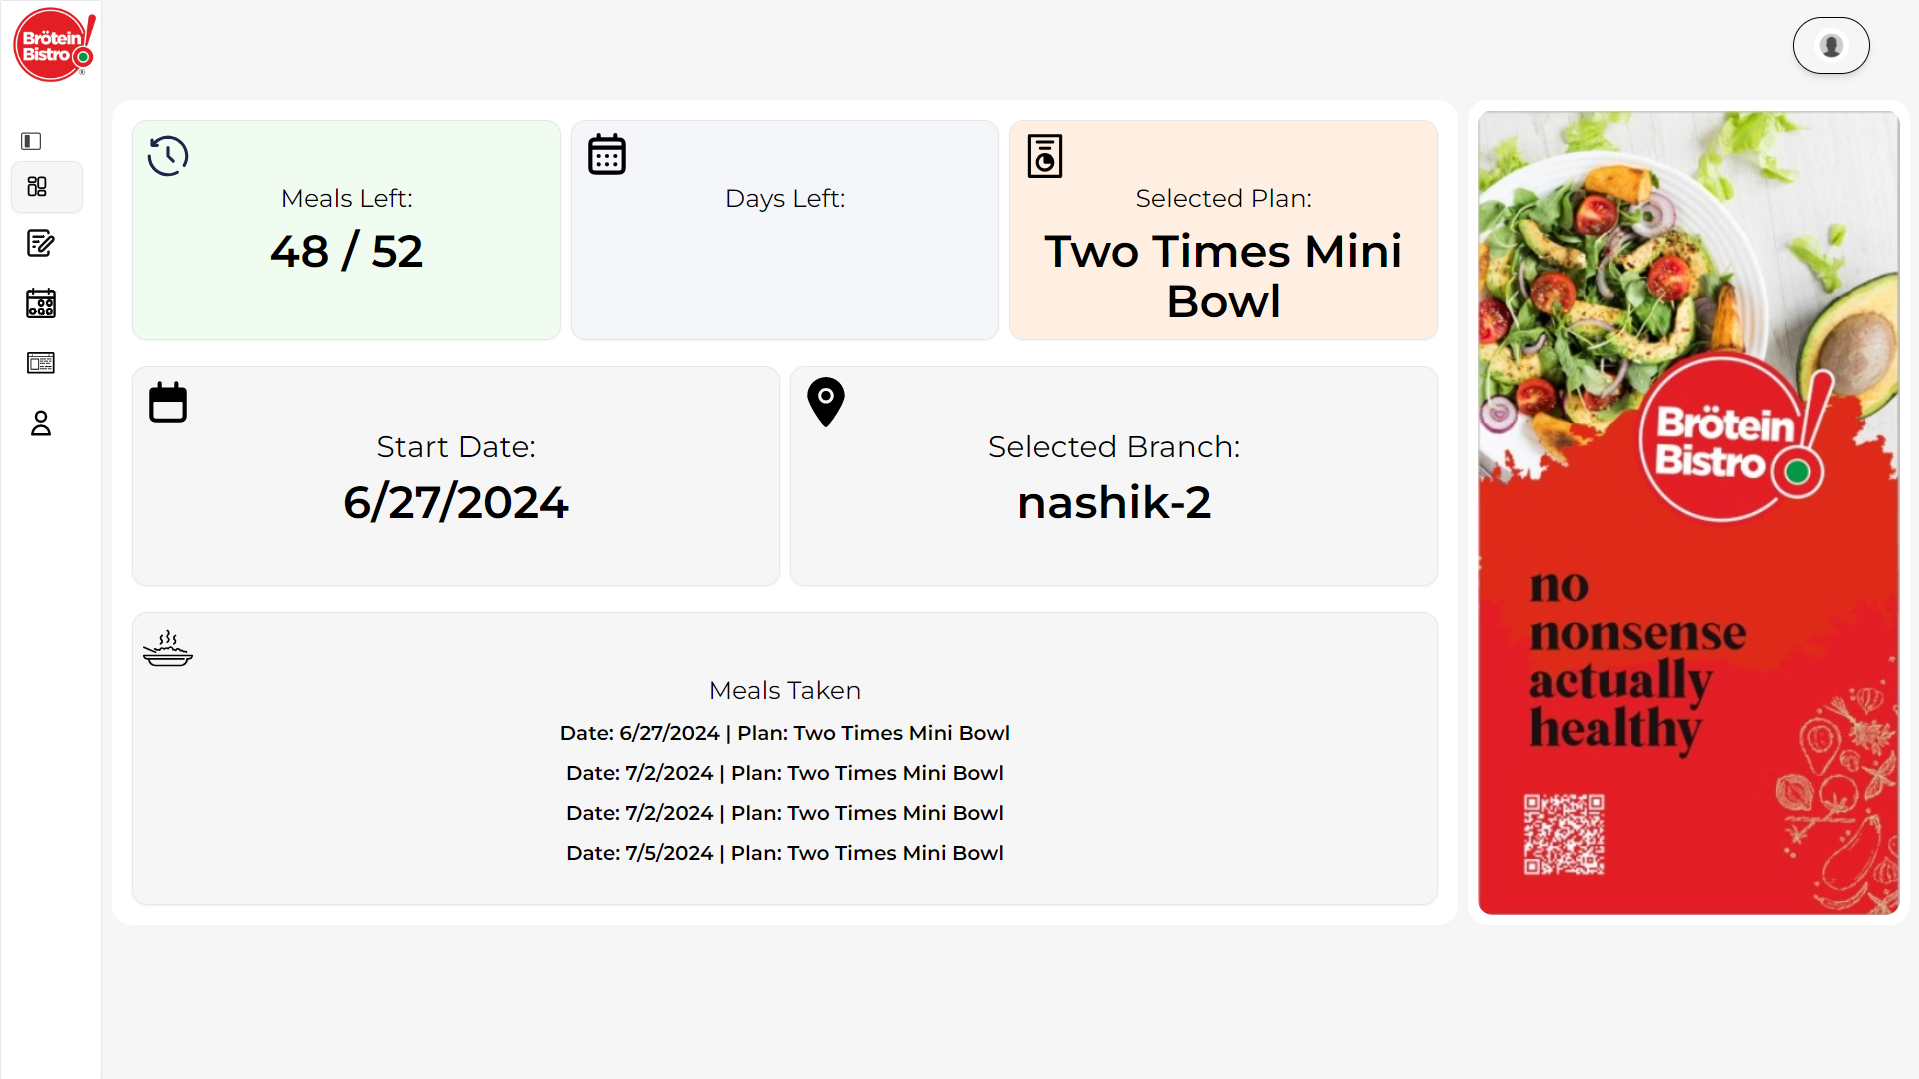 Brötein
Bistro
®
Meals Left:
48 / 52
Days Left:
Selected Plan:
Two Times Mini
Bowl
Start Date:
6/27/2024
Selected Branch:
nashik-2
Meals Taken
Date: 6/27/2024 | Plan: Two Times Mini Bowl
Date: 7/2/2024 | Plan: Two Times Mini Bowl
Date: 7/2/2024 | Plan: Two Times Mini Bowl
Date: 7/5/2024 | Plan: Two Times Mini Bowl
Brötein
Bistro
no
nonsense
actually
healthy